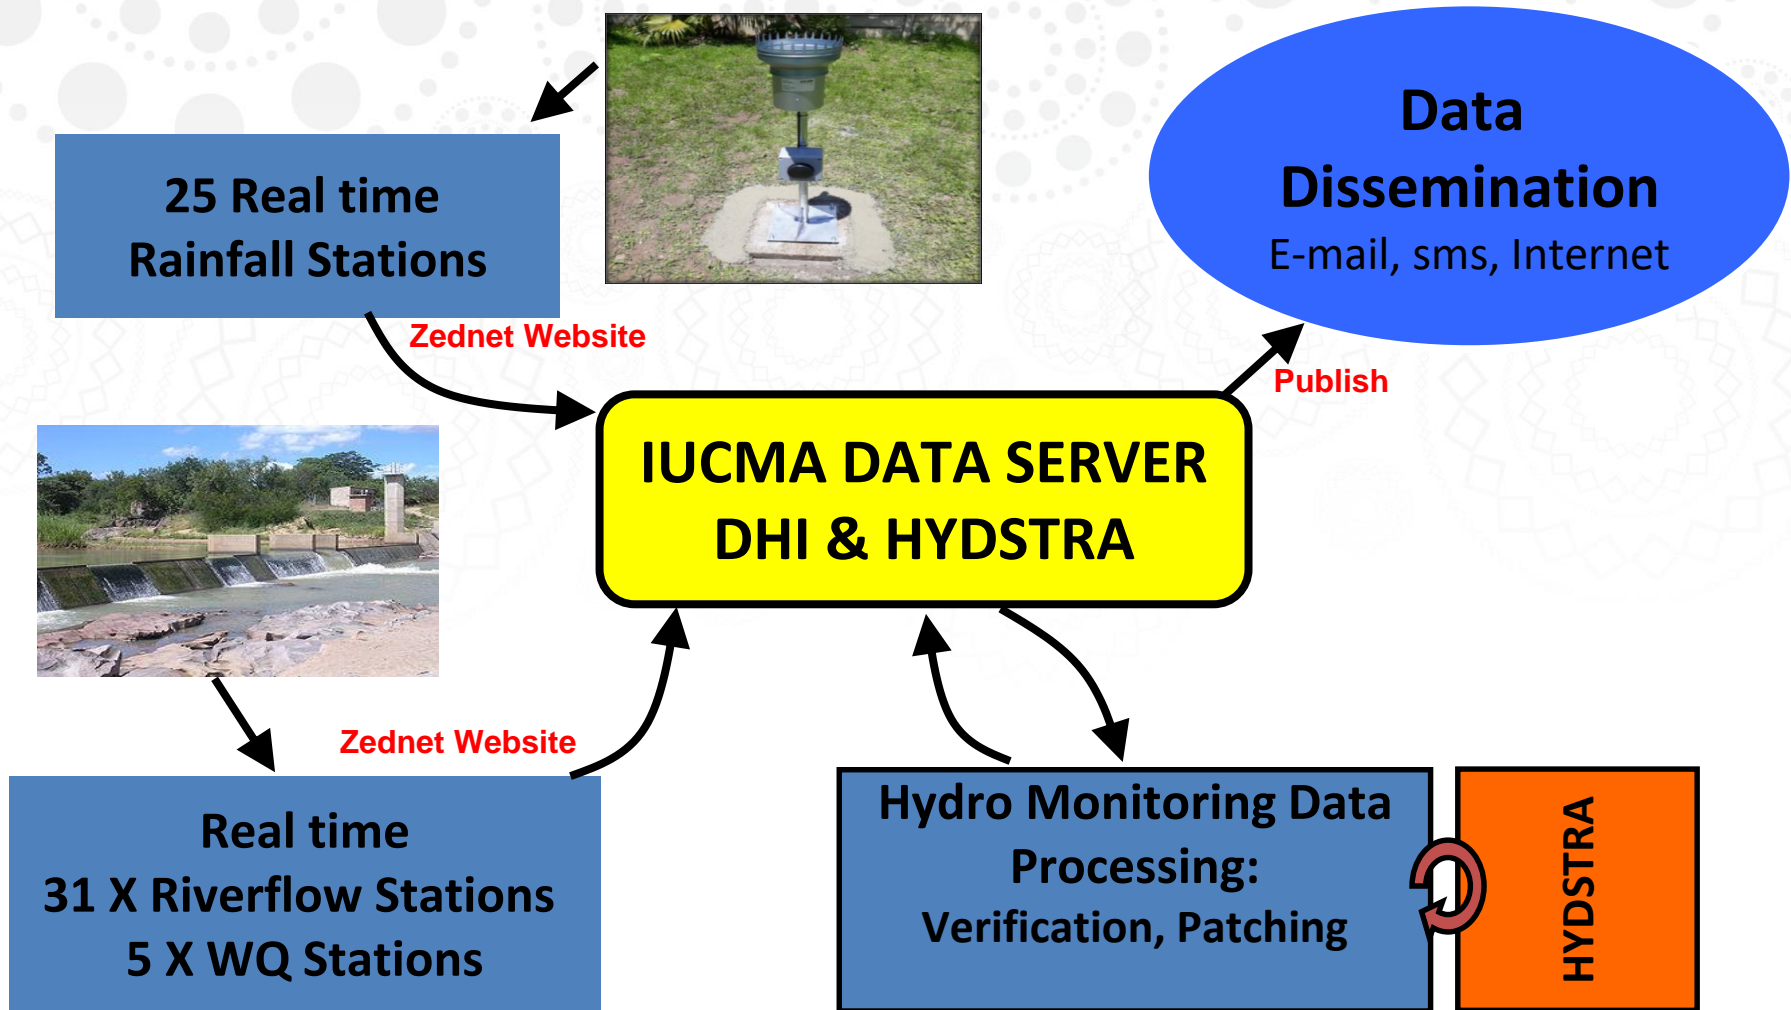 25 Real time
Rainfall Stations
Data
Dissemination
E-mail, sms, Internet
Zednet Website
Publish
IUCMA DATA SERVER
DHI & HYDSTRA
Zednet Website
Real time
31 X Riverflow Stations
5 X WQ Stations
Hydro Monitoring Data
Processing:
Verification, Patching
HYDSTRA